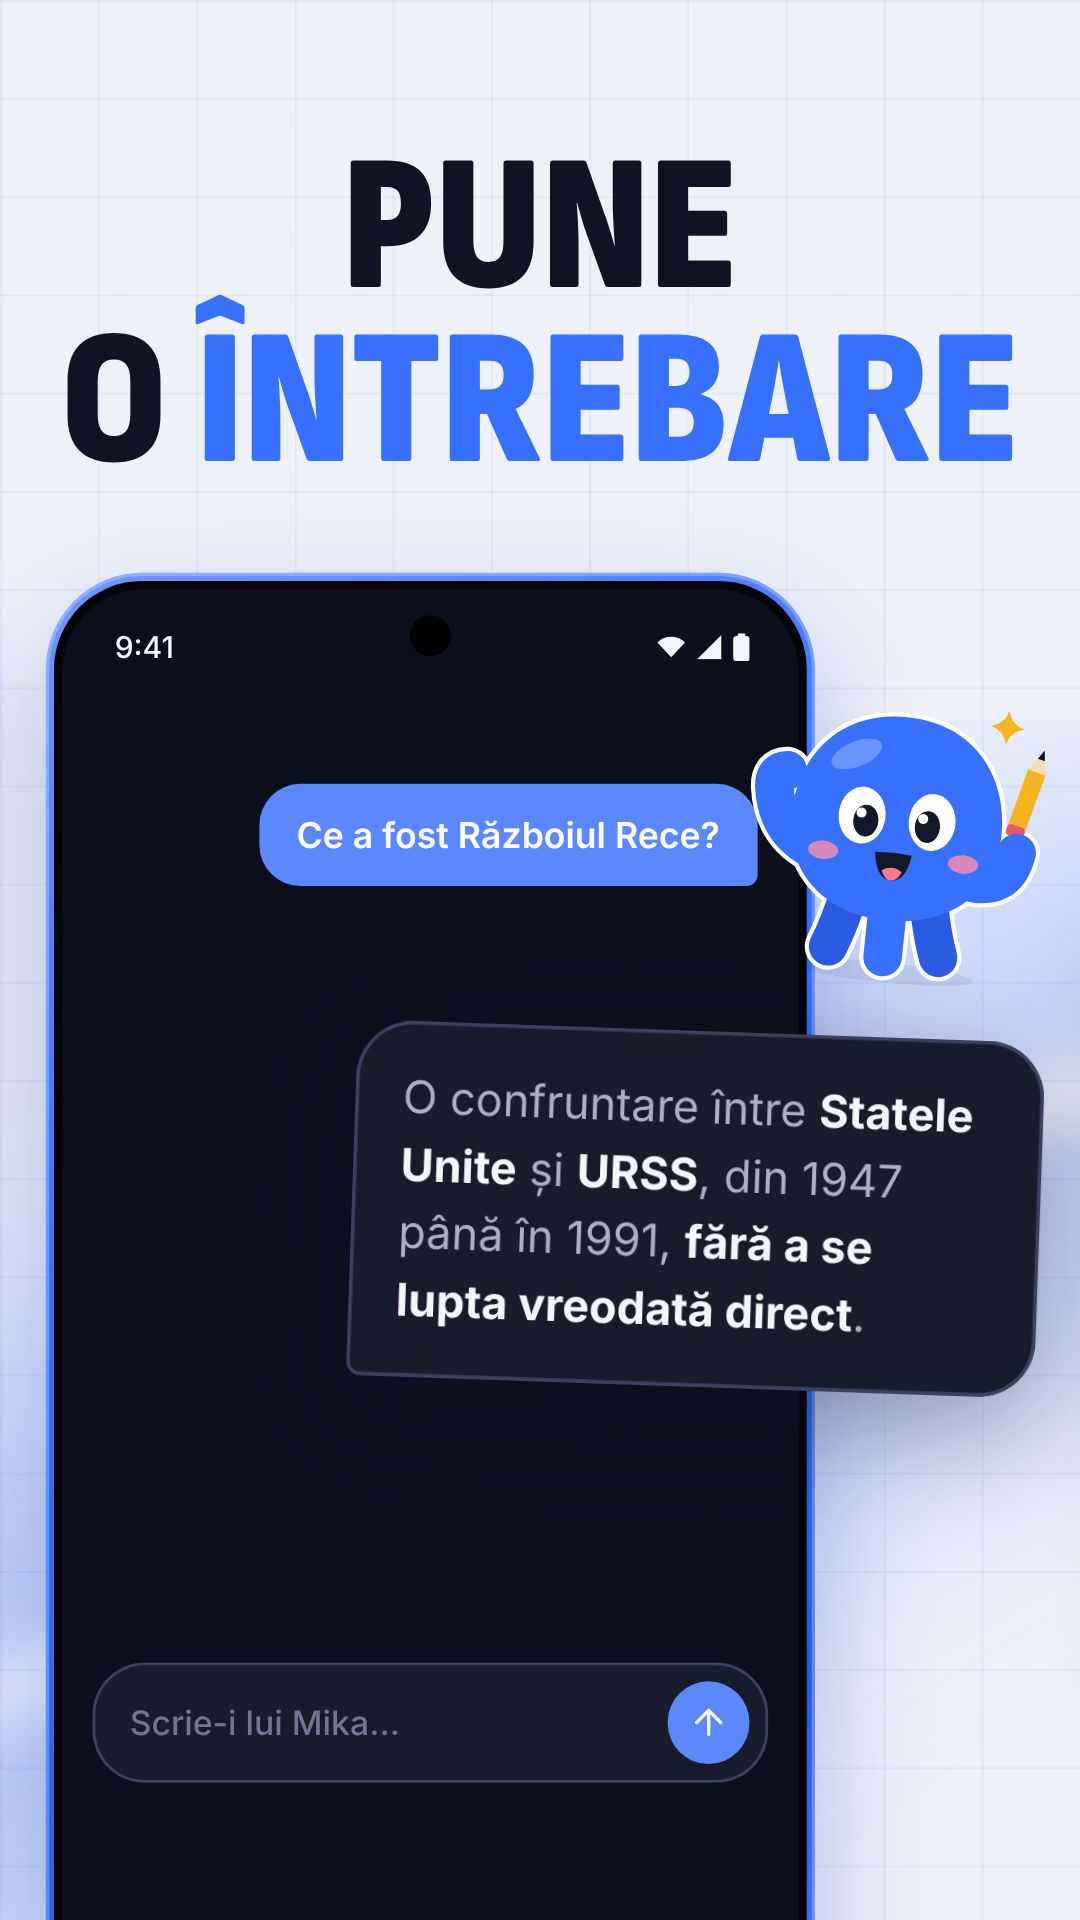 PUNE
O ÎNTREBARE
9:41
Ce a fost Războiul Rece?
O confruntare între Statele
Unite și URSS, din 1947
până în 1991, fără a se
lupta vreodată direct.
Scrie-i lui Mika...